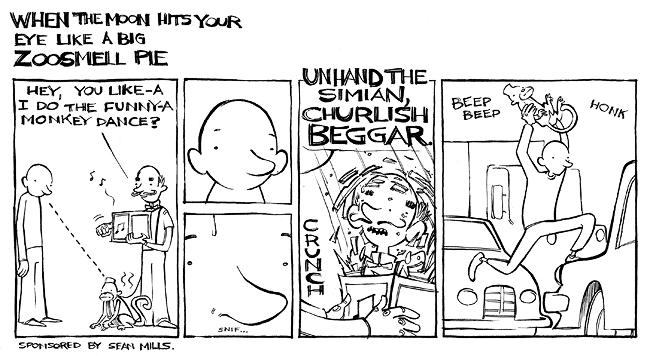 WHEN THE MOON HITS YOUR
EYE LIKE A BIG
ZOOSMELL PIE
HEY, YOU LIKE-A
I DO THE FUNNY-A
MONKEY DANCE?
SNIF...
UNHAND THE
SIMIAN,
CHURLISH
BEGGAR.
CRUNCH
BEEP
BEEP
HONK
SPONSORED BY SEAN MILLS.